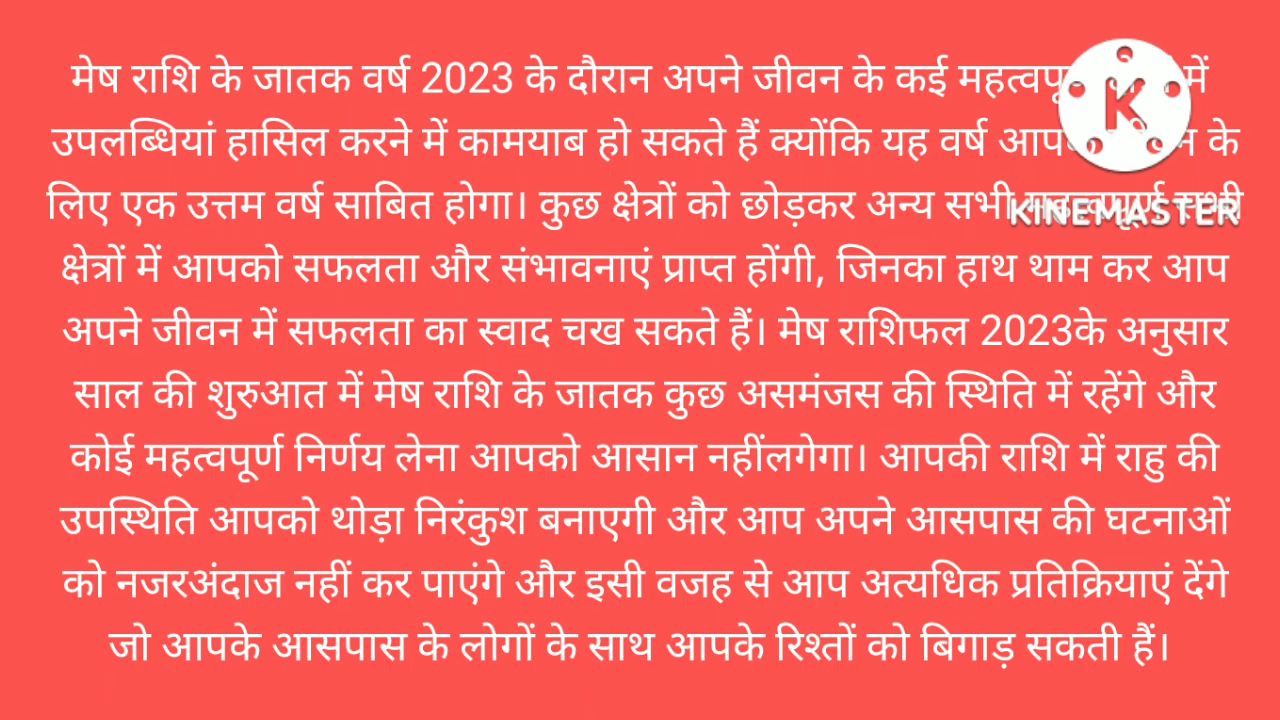 मेष राशि के जातक वर्ष 2023 के दौरान अपने जीवन के कई में
उपलब्धियां हासिल करने में कामयाब हो सकते हैं क्योंकि यह वर्ष के
लिए एक उत्तम वर्ष साबित होगा। कुछ क्षेत्रों को छोड़कर अन्य सभी सभी
क्षेत्रों में आपको सफलता और संभावनाएं प्राप्त होंगी, जिनका हाथ थाम कर आप
अपने जीवन में सफलता का स्वाद चख सकते हैं। मेष राशिफल 2023के अनुसार
साल की शुरुआत में मेष राशि के जातक कुछ असमंजस की स्थिति में रहेंगे और
कोई महत्वपूर्ण निर्णय लेना आपको आसान नहींलगेगा। आपकी राशि में राहु की
उपस्थिति आपको थोड़ा निरंकुश बनाएगी और आप अपने आसपास की घटनाओं
को नजरअंदाज नहीं कर पाएंगे और इसी वजह से आप अत्यधिक प्रतिक्रियाएं देंगे
जो आपके आसपास के लोगों के साथ आपके रिश्तों को बिगाड़ सकती हैं।
K
KINEMASTER